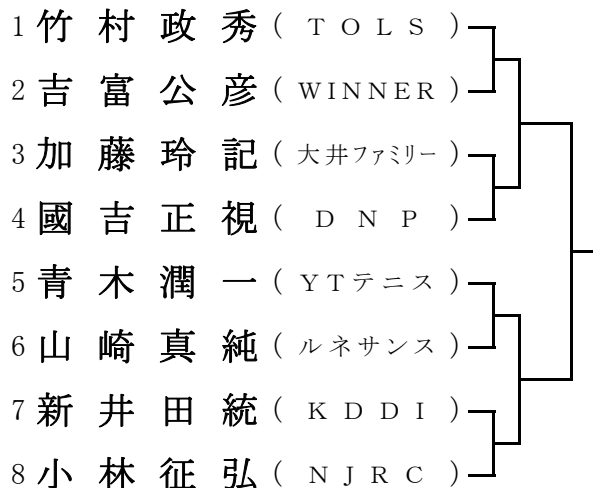 1 竹村政秀 ( TOLS )
2 吉富公彦 ( WINNER )
3 加藤玲記 ( 大井ファミリー )
4 國吉正視 ( DNP )
5 青木潤一 ( YTテニス )
6 山崎真純 ( ルネサンス )
7 新井田統 ( KDDI )
8 小林征弘 ( NJRC )